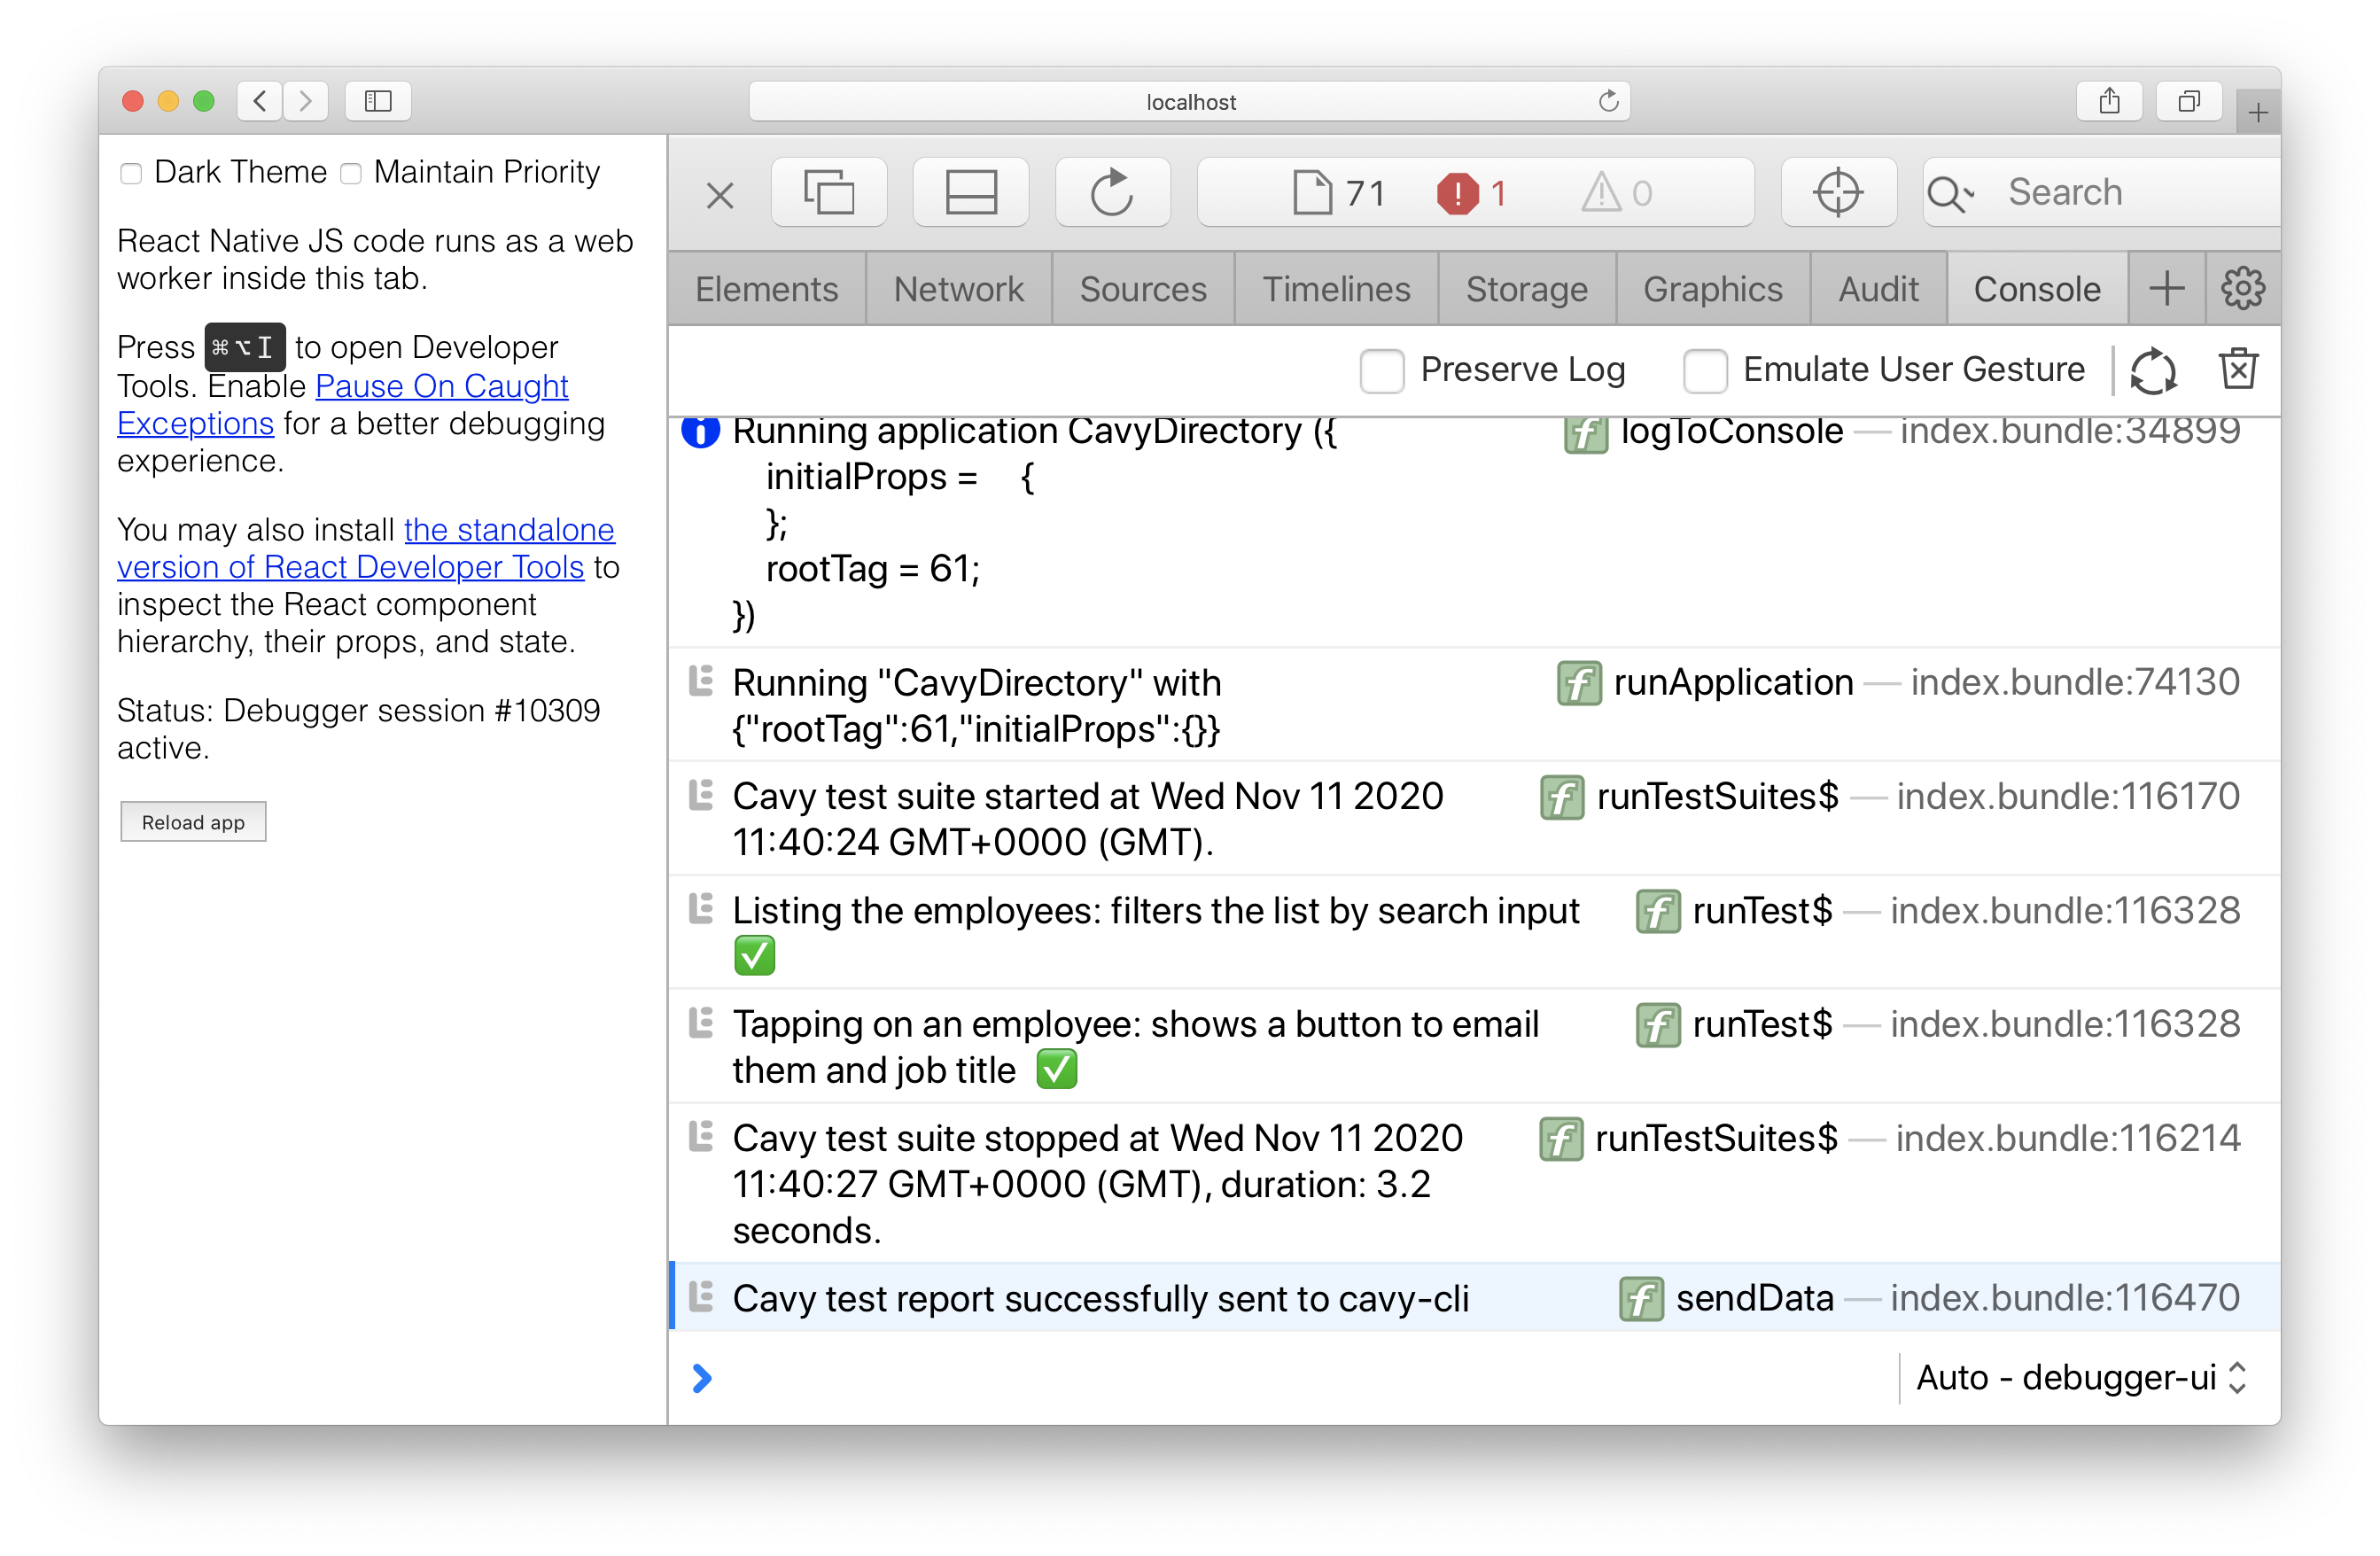 localhost
Dark Theme Maintain Priority
React Native JS code runs as a web
worker inside this tab.
Press ⌘⌥I to open Developer
Tools. Enable Pause On Caught
Exceptions for a better debugging
experience.
You may also install the standalone
version of React Developer Tools to
inspect the React component
hierarchy, their props, and state.
Status: Debugger session #10309
active.
Reload app
71 1 0 Search
Elements Network Sources Timelines Storage Graphics Audit Console
Preserve Log Emulate User Gesture
Running application CavyDirectory ({ f logToConsole — index.bundle:34899
initialProps = {
};
rootTag = 61;
})
Running "CavyDirectory" with f runApplication — index.bundle:74130
{"rootTag":61,"initialProps":{}}
Cavy test suite started at Wed Nov 11 2020 f runTestSuites$ — index.bundle:116170
11:40:24 GMT+0000 (GMT).
Listing the employees: filters the list by search input f runTest$ — index.bundle:116328
✅
Tapping on an employee: shows a button to email f runTest$ — index.bundle:116328
them and job title ✅
Cavy test suite stopped at Wed Nov 11 2020 f runTestSuites$ — index.bundle:116214
11:40:27 GMT+0000 (GMT), duration: 3.2
seconds.
Cavy test report successfully sent to cavy-cli f sendData — index.bundle:116470
Auto - debugger-ui